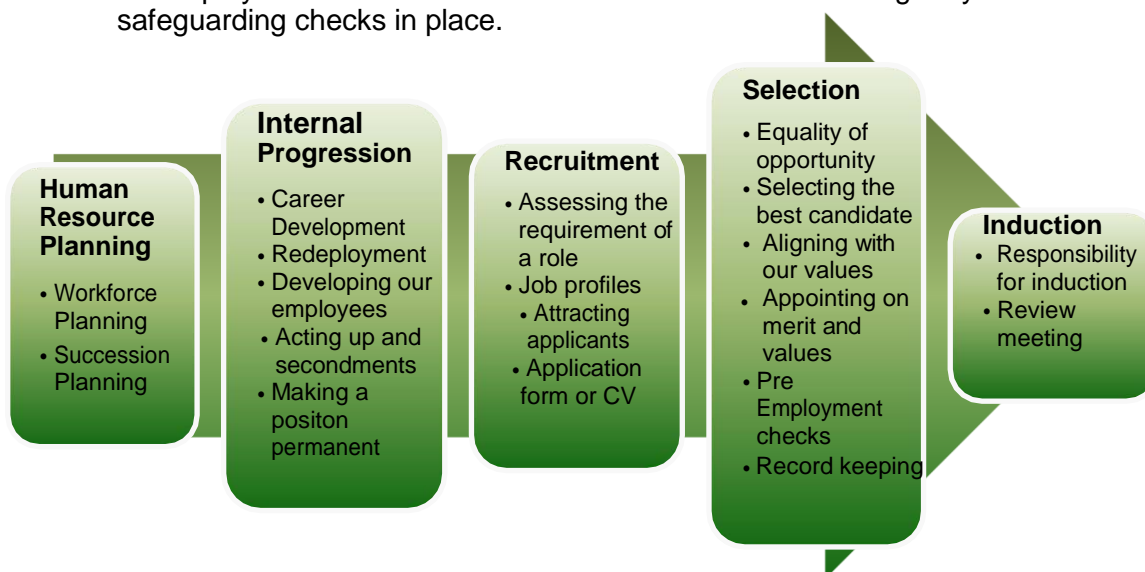 safeguarding checks in place.
Human
Resource
Planning
• Workforce
Planning
• Succession
Planning
Internal
Progression
• Career
Development
• Redeployment
• Developing our
employees
• Acting up and
secondments
• Making a
positon
permanent
Recruitment
• Assessing the
requirement of
a role
• Job profiles
• Attracting
applicants
• Application
form or CV
Selection
• Equality of
opportunity
• Selecting the
best candidate
• Aligning with
our values
• Appointing on
merit and
values
• Pre
Employment
checks
• Record keeping
Induction
• Responsibility
for induction
• Review
meeting